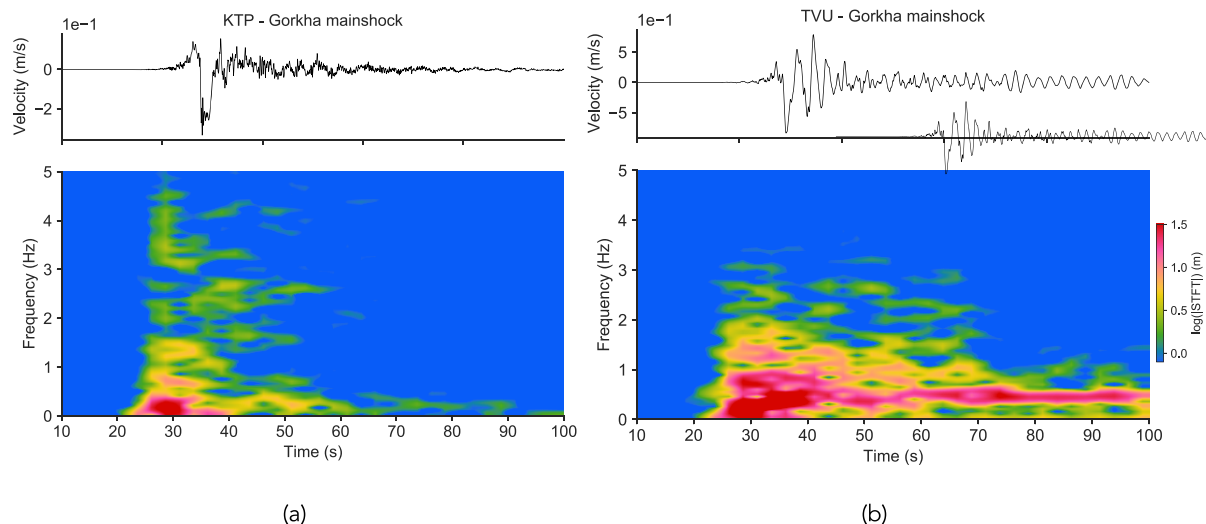 KTP - Gorkha mainshock
1e−1
Velocity (m/s)
0
−2
5
4
3
2
1
0
Frequency (Hz)
10 20 30 40 50 60 70 80 90 100
Time (s)
(a)
TVU - Gorkha mainshock
1e−1
Velocity (m/s)
5
0
−5
5
4
3
2
1
0
Frequency (Hz)
10 20 30 40 50 60 70 80 90 100
Time (s)
1.5
1.0
0.5
0.0
log(|STFT|) (m)
(b)